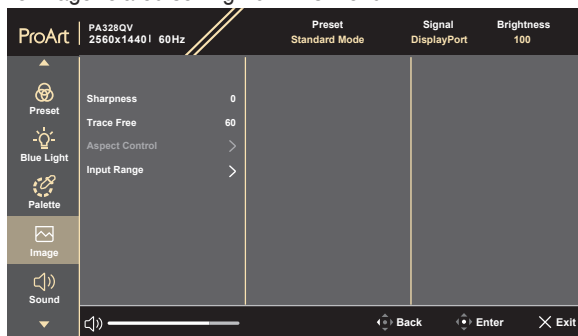 ProArt
PA328QV
2560x1440 60Hz
Preset
Standard Mode
Signal
DisplayPort
Brightness
100
Preset
Blue Light
Palette
Image
Sound
Sharpness 0
Trace Free 60
Aspect Control
Input Range
Back
Enter
Exit